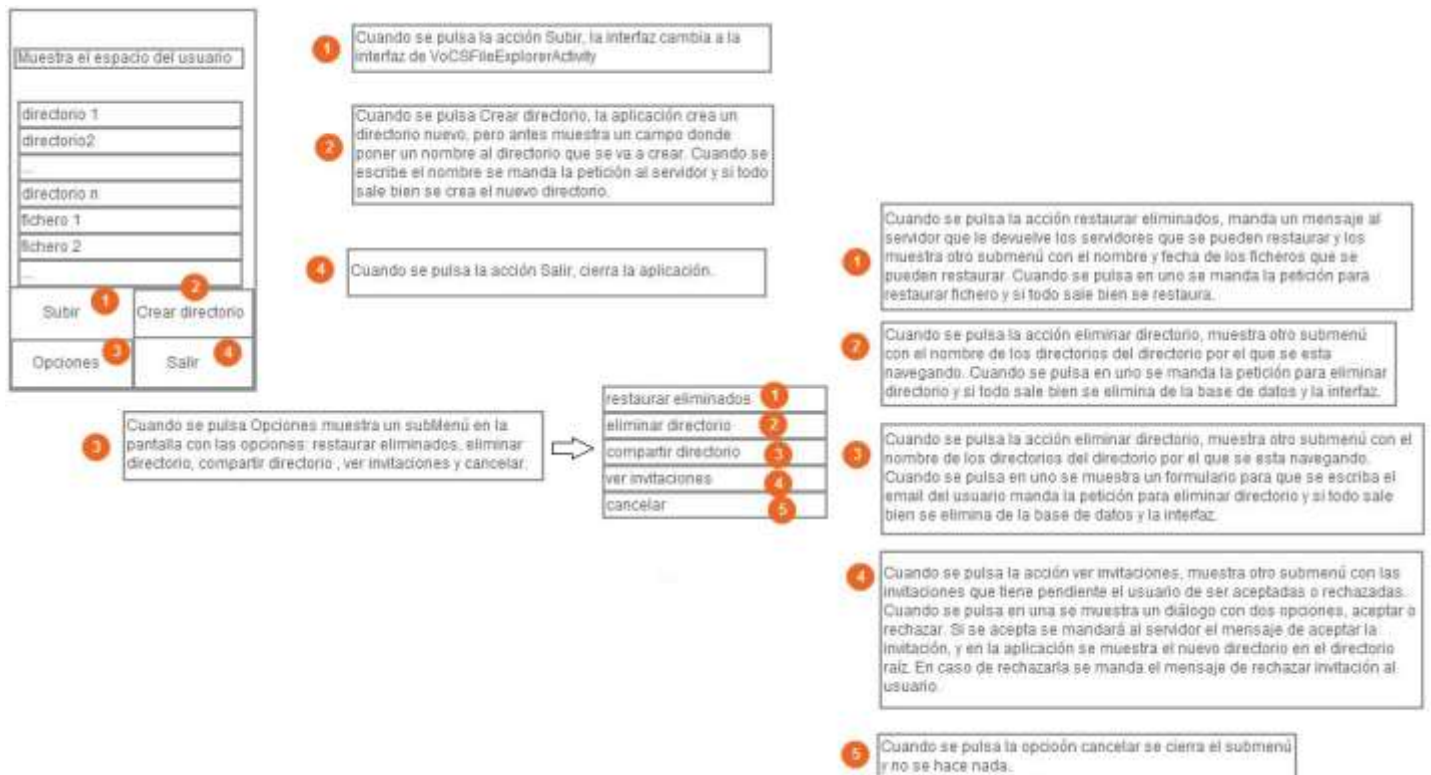 Muestra el espacio del usuario
directorio 1
directorio2
...
directorio n
fichero 1
fichero 2
...
Subir
1
2
Crear directorio
Opciones
3
Salir
4
1
Cuando se pulsa la acción Subir, la interfaz cambia a la
interfaz de VoCSFileExplorerActivity
2
Cuando se pulsa Crear directorio, la aplicación crea un
directorio nuevo, pero antes muestra un campo donde
poner un nombre al directorio que se va a crear. Cuando se
escribe el nombre se manda la petición al servidor y si todo
sale bien se crea el nuevo directorio.
4
Cuando se pulsa la acción Salir, cierra la aplicación.
3
Cuando se pulsa Opciones muestra un subMenú en la
pantalla con las opciones: restaurar eliminados, eliminar
directorio, compartir directorio , ver invitaciones y cancelar.
restaurar eliminados
1
eliminar directorio
2
compartir directorio
3
ver invitaciones
4
cancelar
5
1
Cuando se pulsa la acción restaurar eliminados, manda un mensaje al
servidor que le devuelve los servidores que se pueden restaurar y los
muestra otro submenú con el nombre y fecha de los ficheros que se
pueden restaurar. Cuando se pulsa en uno se manda la petición para
restaurar fichero y si todo sale bien se restaura.
2
Cuando se pulsa la acción eliminar directorio, muestra otro submenú
con el nombre de los directorios del directorio por el que se esta
navegando. Cuando se pulsa en uno se manda la petición para eliminar
directorio y si todo sale bien se elimina de la base de datos y la interfaz.
3
Cuando se pulsa la acción eliminar directorio, muestra otro submenú con el
nombre de los directorios del directorio por el que se esta navegando.
Cuando se pulsa en uno se muestra un formulario para que se escriba el
email del usuario manda la petición para eliminar directorio y si todo sale
bien se elimina de la base de datos y la interfaz.
4
Cuando se pulsa la acción ver invitaciones, muestra otro submenú con las
invitaciones que tiene pendiente el usuario de ser aceptadas o rechazadas.
Cuando se pulsa en una se muestra un diálogo con dos opciones, aceptar o
rechazar. Si se acepta se mandará al servidor el mensaje de aceptar la
invitación, y en la aplicación se muestra el nuevo directorio en el directorio
raíz. En caso de rechazarla se manda el mensaje de rechazar invitación al
usuario.
5
Cuando se pulsa la opcioón cancelar se cierra el submenú
y no se hace nada.